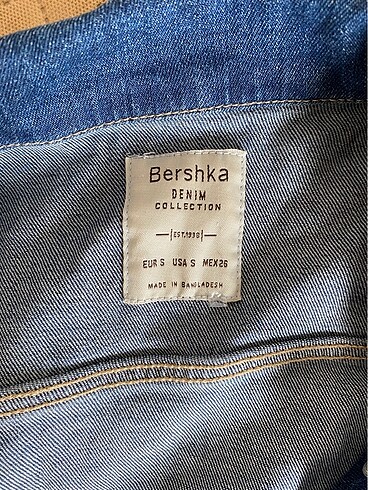 Bershka
DENIM
COLLECTION
EST.1998
EUR S USA S MEX26
MADE IN BANGLADESH